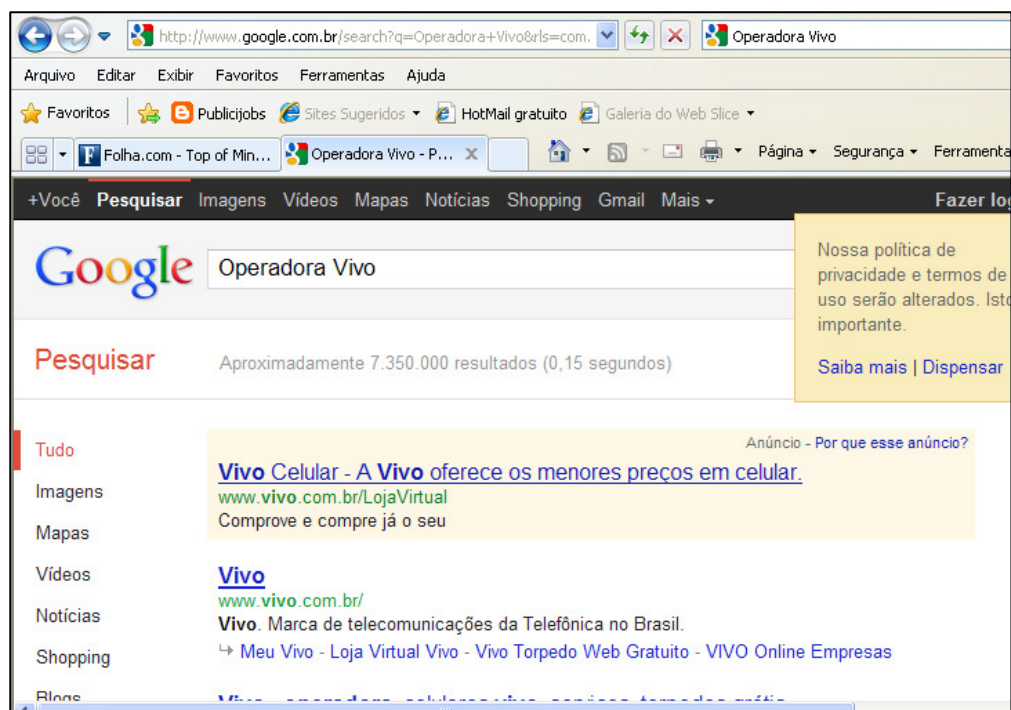 http://www.google.com.br/search?q=Operadora+Vivo&rls=com. Operadora Vivo
Arquivo Editar Exibir Favoritos Ferramentas Ajuda
Favoritos Publicijobs Sites Sugeridos HotMail gratuito Galeria do Web Slice
Folha.com - Top of Min... Operadora Vivo - P... Página Segurança Ferramenta
+Você Pesquisar Imagens Vídeos Mapas Notícias Shopping Gmail Mais Fazer log
Google Operadora Vivo
Nossa política de
privacidade e termos de
uso serão alterados. Isto
importante.
Saiba mais | Dispensar
Pesquisar Aproximadamente 7.350.000 resultados (0,15 segundos)
Tudo
Imagens
Mapas
Vídeos
Notícias
Shopping
Blogs
Anúncio - Por que esse anúncio?
Vivo Celular - A Vivo oferece os menores preços em celular.
www.vivo.com.br/LojaVirtual
Comprove e compre já o seu
Vivo
www.vivo.com.br/
Vivo. Marca de telecomunicações da Telefônica no Brasil.
Meu Vivo - Loja Virtual Vivo - Vivo Torpedo Web Gratuito - VIVO Online Empresas